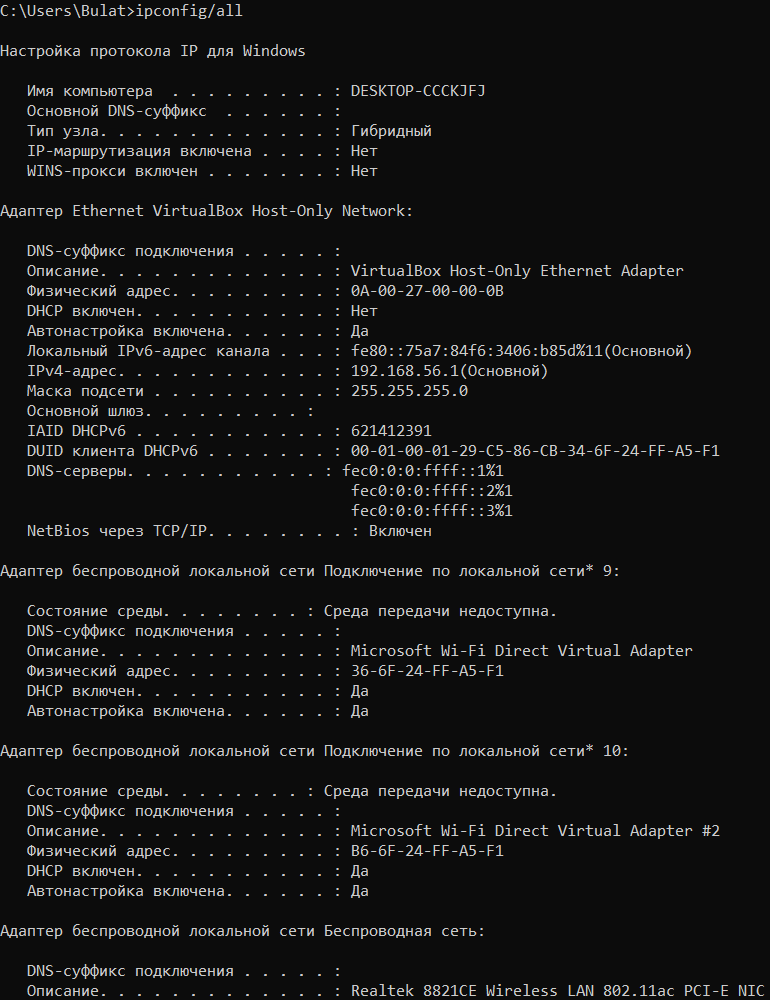 C:\Users\Bulat>ipconfig/all
Настройка протокола IP для Windows
Имя компьютера  . . . . . . . . . : DESKTOP-CCCKJFJ
Основной DNS-суффикс  . . . . . . :
Тип узла. . . . . . . . . . . . . : Гибридный
IP-маршрутизация включена . . . . : Нет
WINS-прокси включен . . . . . . . : Нет
Адаптер Ethernet VirtualBox Host-Only Network:
DNS-суффикс подключения . . . . . :
Описание. . . . . . . . . . . . . : VirtualBox Host-Only Ethernet Adapter
Физический адрес. . . . . . . . . : 0A-00-27-00-00-0B
DHCP включен. . . . . . . . . . . : Нет
Автонастройка включена. . . . . . : Да
Локальный IPv6-адрес канала . . . : fe80::75a7:84f6:3406:b85d%11(Основной)
IPv4-адрес. . . . . . . . . . . . : 192.168.56.1(Основной)
Маска подсети . . . . . . . . . . : 255.255.255.0
Основной шлюз. . . . . . . . . :
IAID DHCPv6 . . . . . . . . . . . : 621412391
DUID клиента DHCPv6 . . . . . . . : 00-01-00-01-29-C5-86-CB-34-6F-24-FF-A5-F1
DNS-серверы. . . . . . . . . . . : fec0:0:0:ffff::1%1
fec0:0:0:ffff::2%1
fec0:0:0:ffff::3%1
NetBios через TCP/IP. . . . . . . . : Включен
Адаптер беспроводной локальной сети Подключение по локальной сети* 9:
Состояние среды. . . . . . . . : Среда передачи недоступна.
DNS-суффикс подключения . . . . . :
Описание. . . . . . . . . . . . . : Microsoft Wi-Fi Direct Virtual Adapter
Физический адрес. . . . . . . . . : 36-6F-24-FF-A5-F1
DHCP включен. . . . . . . . . . . : Да
Автонастройка включена. . . . . . : Да
Адаптер беспроводной локальной сети Подключение по локальной сети* 10:
Состояние среды. . . . . . . . : Среда передачи недоступна.
DNS-суффикс подключения . . . . . :
Описание. . . . . . . . . . . . . : Microsoft Wi-Fi Direct Virtual Adapter #2
Физический адрес. . . . . . . . . : B6-6F-24-FF-A5-F1
DHCP включен. . . . . . . . . . . : Да
Автонастройка включена. . . . . . : Да
Адаптер беспроводной локальной сети Беспроводная сеть:
DNS-суффикс подключения . . . . . :
Описание. . . . . . . . . . . . . : Realtek 8821CE Wireless LAN 802.11ac PCI-E NIC